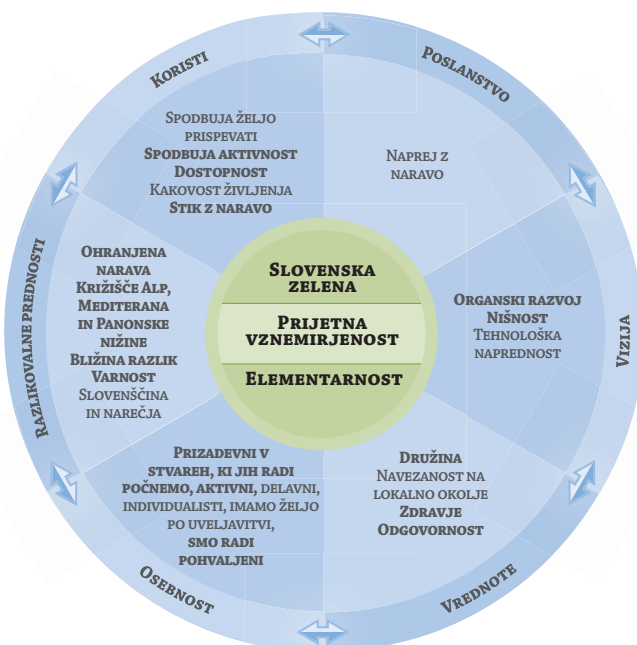 Koristi
Poslanstvo
Vizija
Vrednote
Osebnost
Razlikovalne prednosti
Spodbuja željo
prispevati
Spodbuja aktivnost
Dostopnost
Kakovost življenja
Stik z naravo
Naprej z
naravo
Organski razvoj
Nišnost
Tehnološka
naprednost
Družina
Navezanost na
lokalno okolje
Zdravje
Odgovornost
Prizadevni v
stvareh, ki jih radi
počnemo, aktivni, delavni,
individualisti, imamo željo
po uveljavitvi,
smo radi
pohvaljeni
Ohranjena
narava
Križišče Alp,
Mediterana
in Panonske
nižine
Bližina razlik
Varnost
Slovenščina
in narečja
Slovenska
zelena
Prijetna
vznemirjenost
Elementarnost